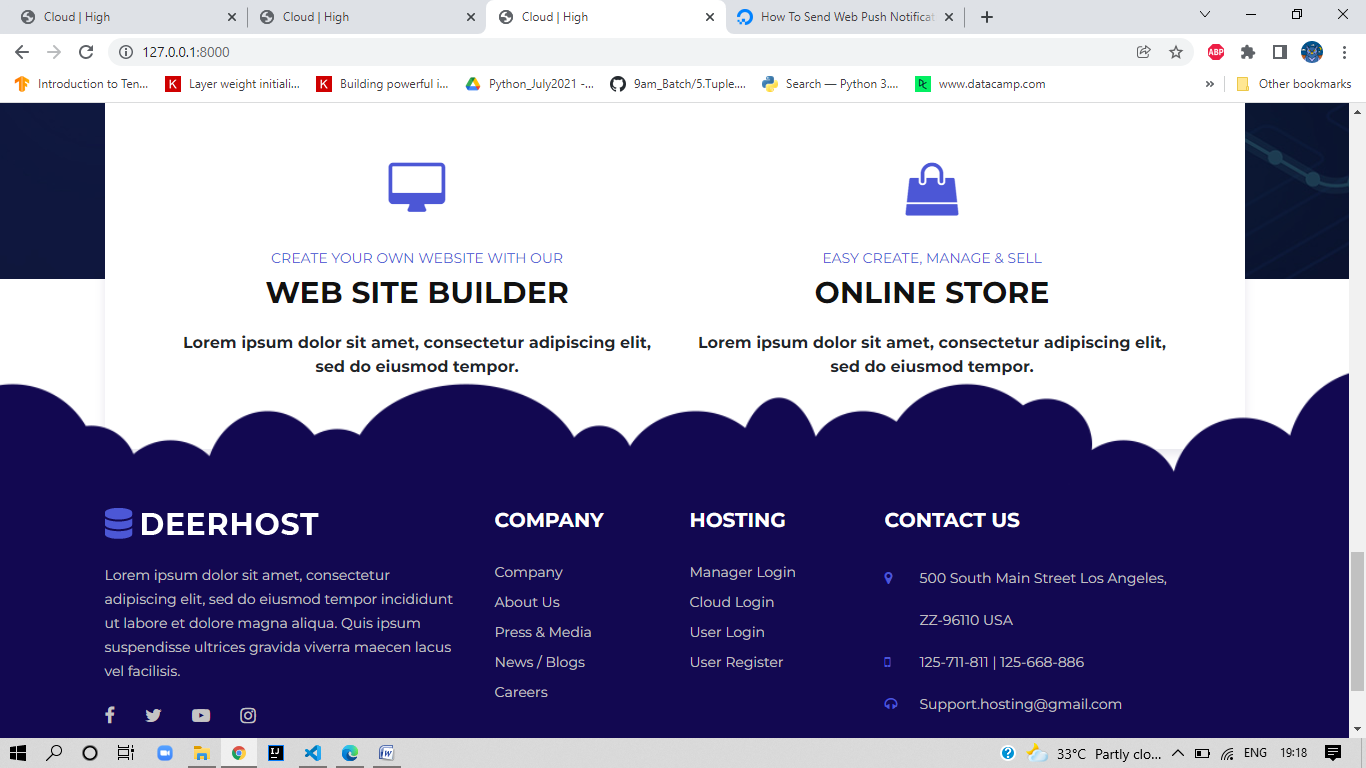 Cloud | High
Cloud | High
Cloud | High
How To Send Web Push Notificat
127.0.0.1:8000
ABP
Introduction to Ten...
K
Layer weight initiali...
K
Building powerful i...
Python_July2021 -...
9am_Batch/5.Tuple....
Search — Python 3....
DC
www.datacamp.com
»
Other bookmarks
CREATE YOUR OWN WEBSITE WITH OUR
WEB SITE BUILDER
Lorem ipsum dolor sit amet, consectetur adipiscing elit,
sed do eiusmod tempor.
EASY CREATE, MANAGE & SELL
ONLINE STORE
Lorem ipsum dolor sit amet, consectetur adipiscing elit,
sed do eiusmod tempor.
DEERHOST
Lorem ipsum dolor sit amet, consectetur
adipiscing elit, sed do eiusmod tempor incididunt
ut labore et dolore magna aliqua. Quis ipsum
suspendisse ultrices gravida viverra maecen lacus
vel facilisis.
COMPANY
Company
About Us
Press & Media
News / Blogs
Careers
HOSTING
Manager Login
Cloud Login
User Login
User Register
CONTACT US
500 South Main Street Los Angeles,
ZZ-96110 USA
125-711-811 | 125-668-886
Support.hosting@gmail.com
IJ
W
33°C Partly clo...
ENG
19:18